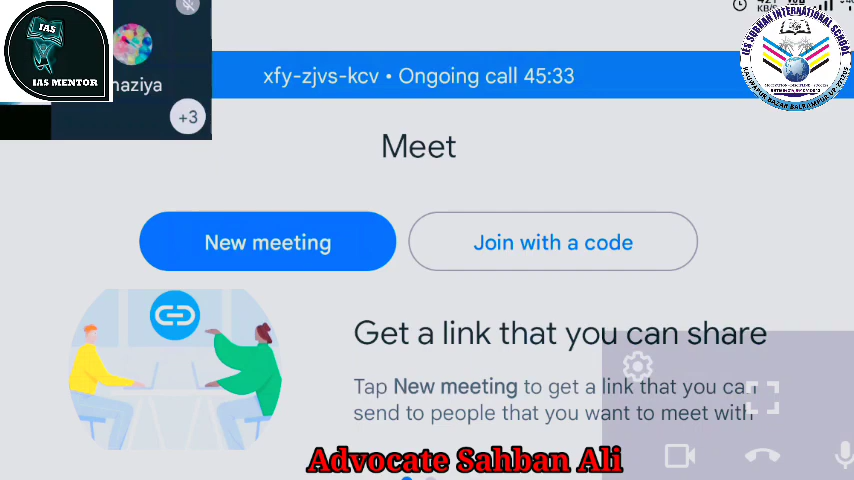 IAS
IAS MENTOR
naziya
+3
xfy-zjvs-kcv • Ongoing call 45:33
Meet
New meeting
Join with a code
Get a link that you can share
Tap New meeting to get a link that you can
send to people that you want to meet with
Advocate Sahban Ali